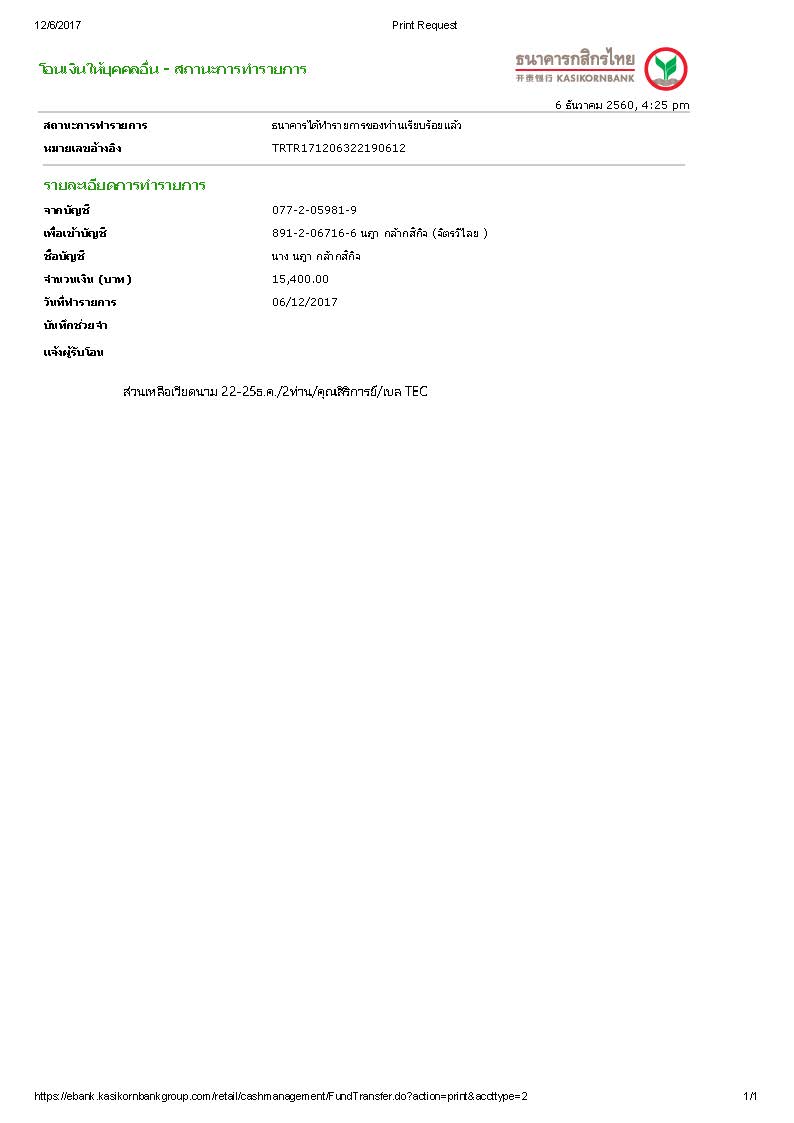 12/6/2017 Print Request
โอนเงินให้บุคคลอื่น - สถานะการทำรายการ
ธนาคารกสิกรไทย
开泰银行 KASIKORNBANK
6 ธันวาคม 2560, 4:25 pm
สถานะการทำรายการ ธนาคารได้ทำรายการของท่านเรียบร้อยแล้ว
หมายเลขอ้างอิง TRTR171206322190612
รายละเอียดการทำรายการ
จากบัญชี 077-2-05981-9
เพื่อเข้าบัญชี 891-2-06716-6 นฎา กล้ากสิกิจ (ฉัตรวิไลย )
ชื่อบัญชี นาง นฎา กล้ากสิกิจ
จำนวนเงิน (บาท) 15,400.00
วันที่ทำรายการ 06/12/2017
บันทึกช่วยจำ
แจ้งผู้รับโอน
ส่วนเหลือเวียดนาม 22-25ธ.ค./2ท่าน/คุณสิริการย์/เบล TEC
https://ebank.kasikornbankgroup.com/retail/cashmanagement/FundTransfer.do?action=print&accttype=2 1/1